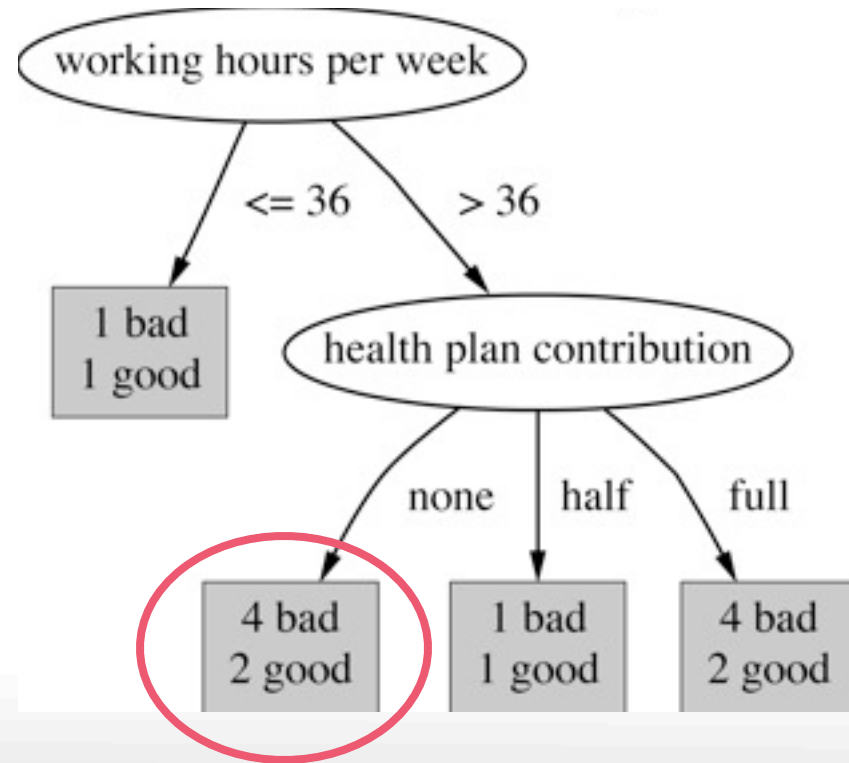 working hours per week
<= 36
> 36
1 bad
1 good
health plan contribution
none
half
full
4 bad
2 good
1 bad
1 good
4 bad
2 good